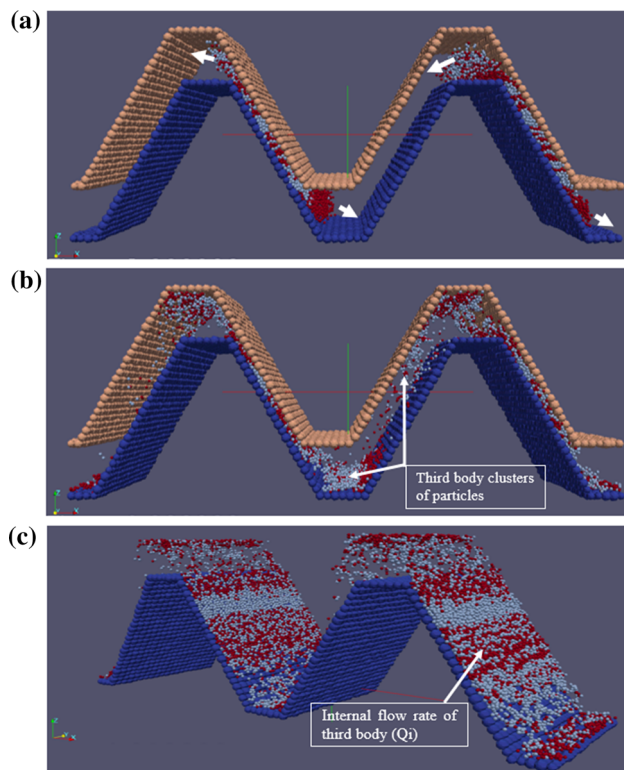 (a)
(b)
Third body clusters
of particles
(c)
Internal flow rate of
third body (Qi)